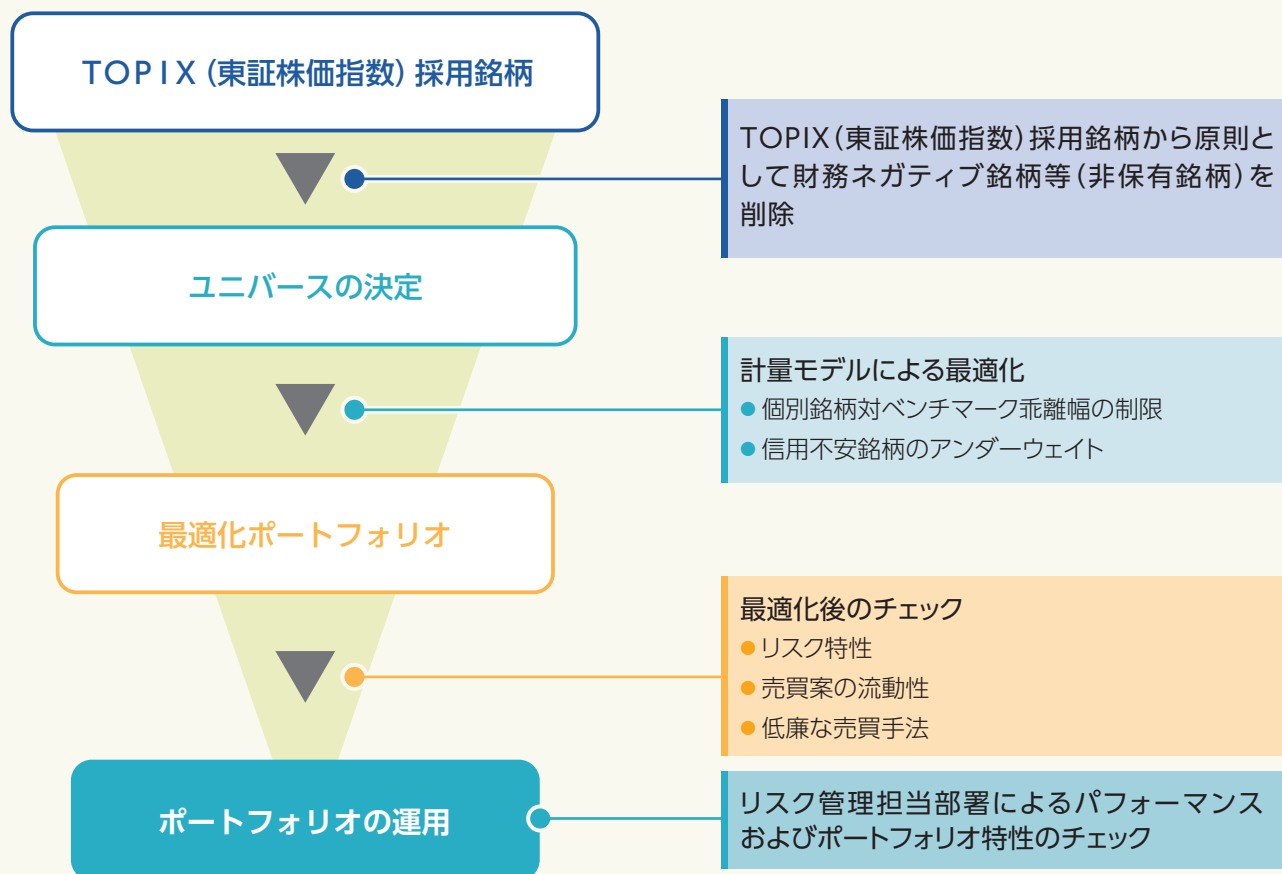 TOPIX（東証株価指数）採用銘柄
TOPIX（東証株価指数）採用銘柄から原則と
して財務ネガティブ銘柄等（非保有銘柄）を
削除
ユニバースの決定
計量モデルによる最適化
● 個別銘柄対ベンチマーク乖離幅の制限
● 信用不安銘柄のアンダーウェイト
最適化ポートフォリオ
最適化後のチェック
● リスク特性
● 売買案の流動性
● 低廉な売買手法
ポートフォリオの運用
リスク管理担当部署によるパフォーマンス
およびポートフォリオ特性のチェック